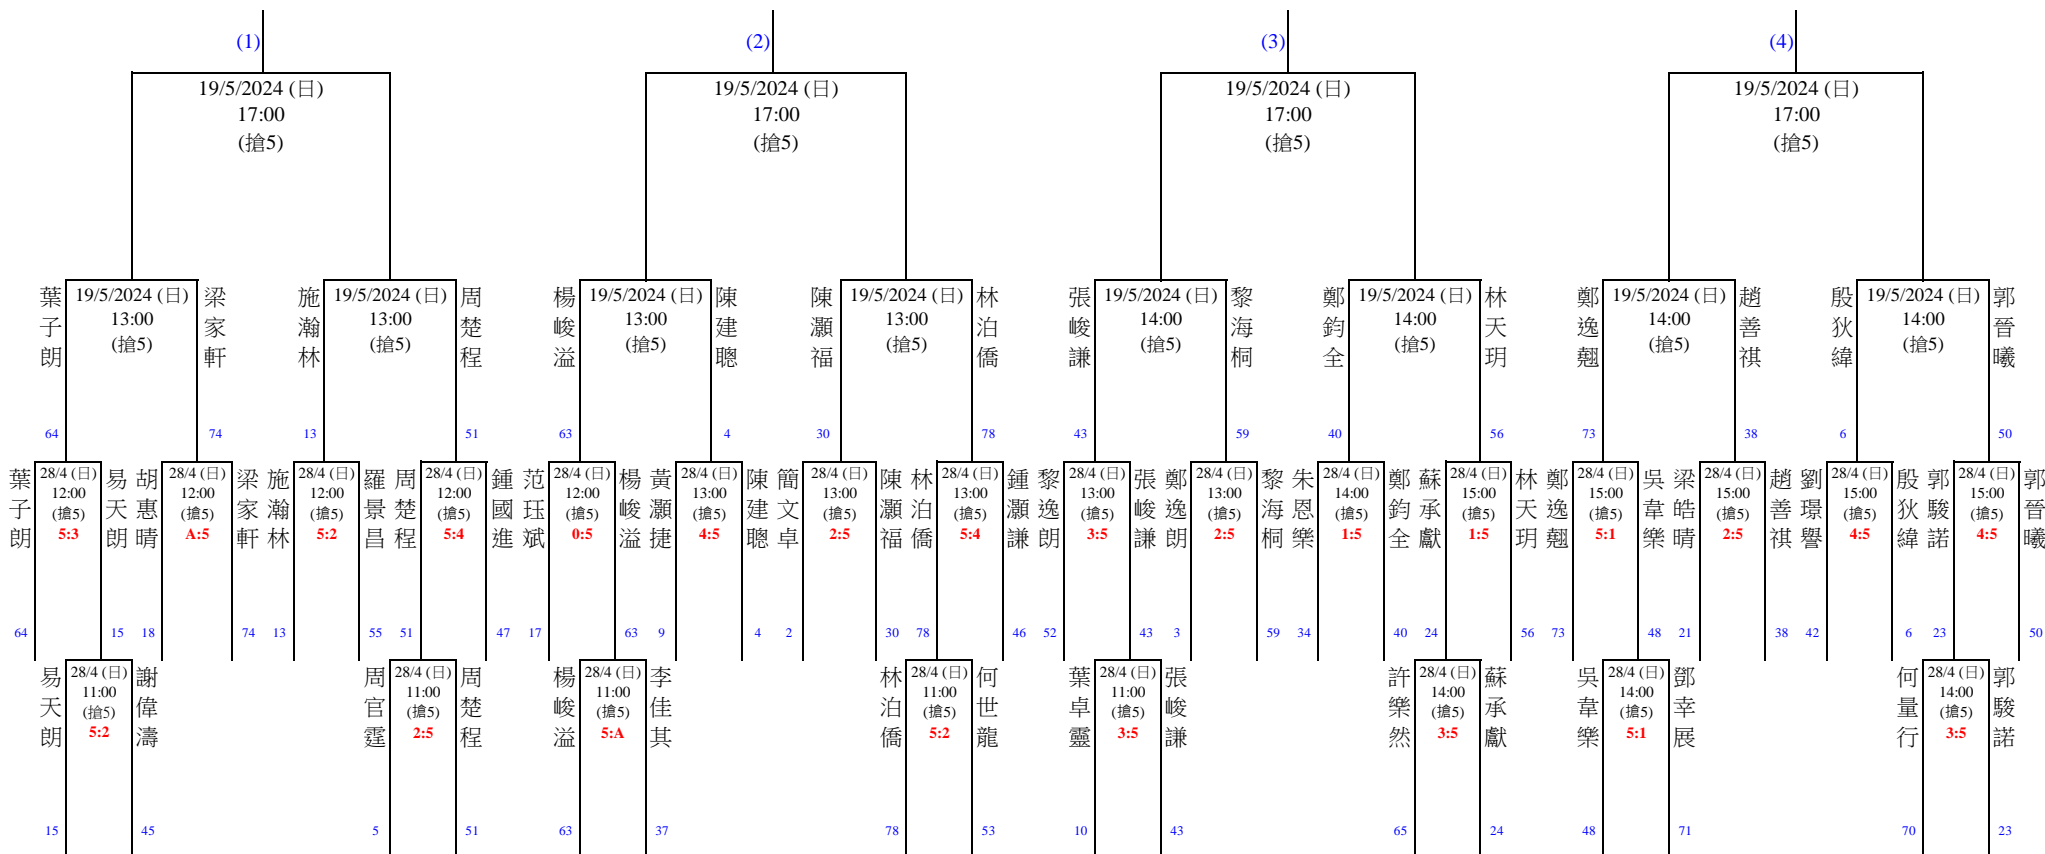 (1)
(2)
(3)
(4)
19/5/2024 (日)
17:00
(搶5)
19/5/2024 (日)
17:00
(搶5)
19/5/2024 (日)
17:00
(搶5)
19/5/2024 (日)
17:00
(搶5)
葉子朗
19/5/2024 (日)
13:00
(搶5)
梁家軒
施瀚林
19/5/2024 (日)
13:00
(搶5)
周楚程
楊峻溢
19/5/2024 (日)
13:00
(搶5)
陳建聰
陳灝福
19/5/2024 (日)
13:00
(搶5)
林泊僑
張峻謙
19/5/2024 (日)
14:00
(搶5)
黎海桐
鄭鈞全
19/5/2024 (日)
14:00
(搶5)
林天玥
鄭逸翹
19/5/2024 (日)
14:00
(搶5)
趙善祺
殷狄緯
19/5/2024 (日)
14:00
(搶5)
郭晉曦
64
74
13
51
63
4
30
78
43
59
40
56
73
38
6
50
葉子朗
28/4 (日)
12:00
(搶5)
5:3
易天朗
胡惠晴
28/4 (日)
12:00
(搶5)
A:5
梁家軒
施瀚林
28/4 (日)
12:00
(搶5)
5:2
羅景昌
周楚程
28/4 (日)
12:00
(搶5)
5:4
鍾國進
范珏斌
28/4 (日)
12:00
(搶5)
0:5
楊峻溢
黃灝捷
28/4 (日)
13:00
(搶5)
4:5
陳建聰
簡文卓
28/4 (日)
13:00
(搶5)
2:5
陳灝福
林泊僑
28/4 (日)
13:00
(搶5)
5:4
鍾灝謙
黎逸朗
28/4 (日)
13:00
(搶5)
3:5
張峻謙
鄭逸朗
28/4 (日)
13:00
(搶5)
2:5
黎海桐
朱恩樂
28/4 (日)
14:00
(搶5)
1:5
鄭鈞全
蘇承獻
28/4 (日)
15:00
(搶5)
1:5
林天玥
鄭逸翹
28/4 (日)
15:00
(搶5)
5:1
吳韋樂
梁皓晴
28/4 (日)
15:00
(搶5)
2:5
趙善祺
劉璟譽
28/4 (日)
15:00
(搶5)
4:5
殷狄緯
郭駿諾
28/4 (日)
15:00
(搶5)
4:5
郭晉曦
64
15
18
74
13
55
51
47
17
63
9
4
2
30
78
46
52
43
3
59
34
40
24
56
73
48
21
38
42
6
23
50
易天朗
28/4 (日)
11:00
(搶5)
5:2
謝偉濤
周官霆
28/4 (日)
11:00
(搶5)
2:5
周楚程
楊峻溢
28/4 (日)
11:00
(搶5)
5:A
李佳其
林泊僑
28/4 (日)
11:00
(搶5)
5:2
何世龍
葉卓靈
28/4 (日)
11:00
(搶5)
3:5
張峻謙
許樂然
28/4 (日)
14:00
(搶5)
3:5
蘇承獻
吳韋樂
28/4 (日)
14:00
(搶5)
5:1
鄧幸展
何量行
28/4 (日)
14:00
(搶5)
3:5
郭駿諾
15
45
5
51
63
37
78
53
10
43
65
24
48
71
70
23